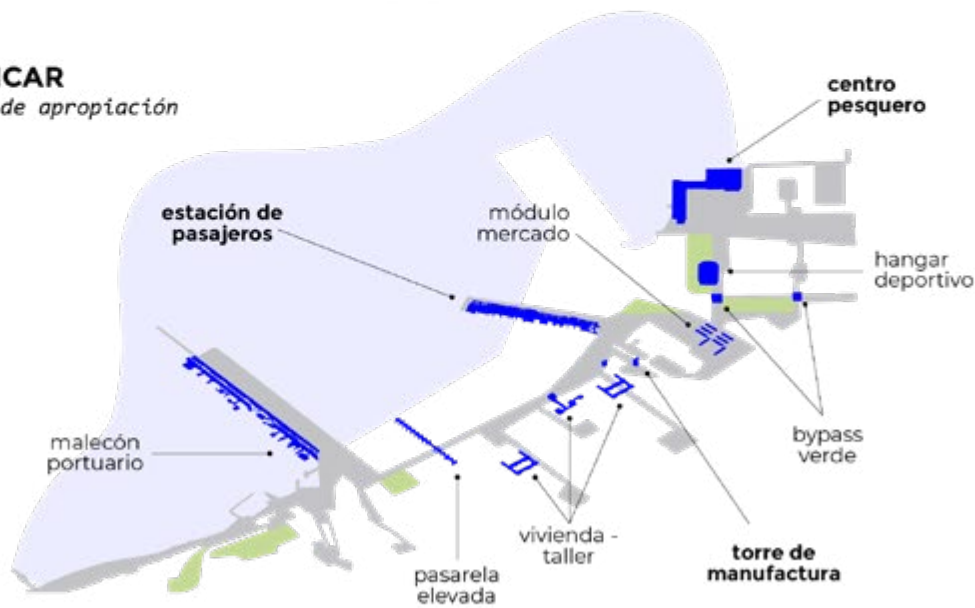 de apropiación
centro
pesquero
estación de
pasajeros
módulo
mercado
hangar
deportivo
malecón
portuario
bypass
verde
vivienda -
taller
torre de
manufactura
pasarela
elevada